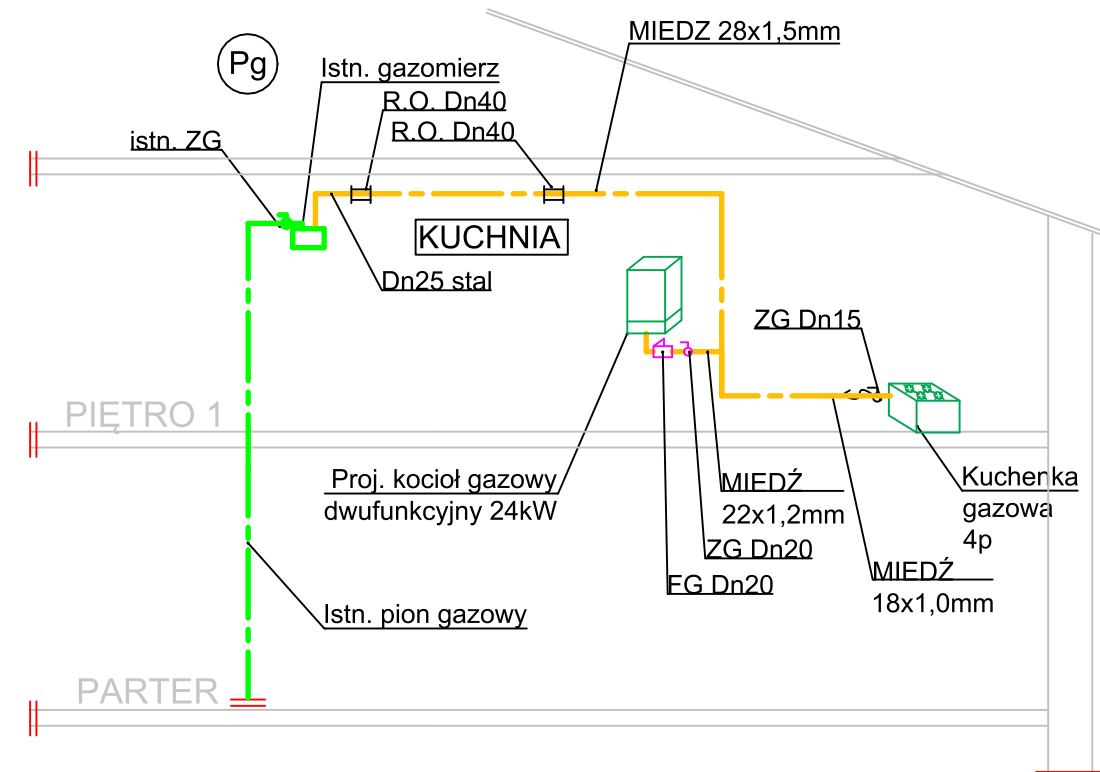 MIEDZ 28x1,5mm
Pg
Istn. gazomierz
R.O. Dn40
R.O. Dn40
istn. ZG
KUCHNIA
Dn25 stal
ZG Dn15
PIĘTRO 1
Proj. kocioł gazowy
dwufunkcyjny 24kW
MIEDŹ
22x1,2mm
Kuchenka
gazowa
4p
ZG Dn20
FG Dn20
MIEDŹ
18x1,0mm
Istn. pion gazowy
PARTER